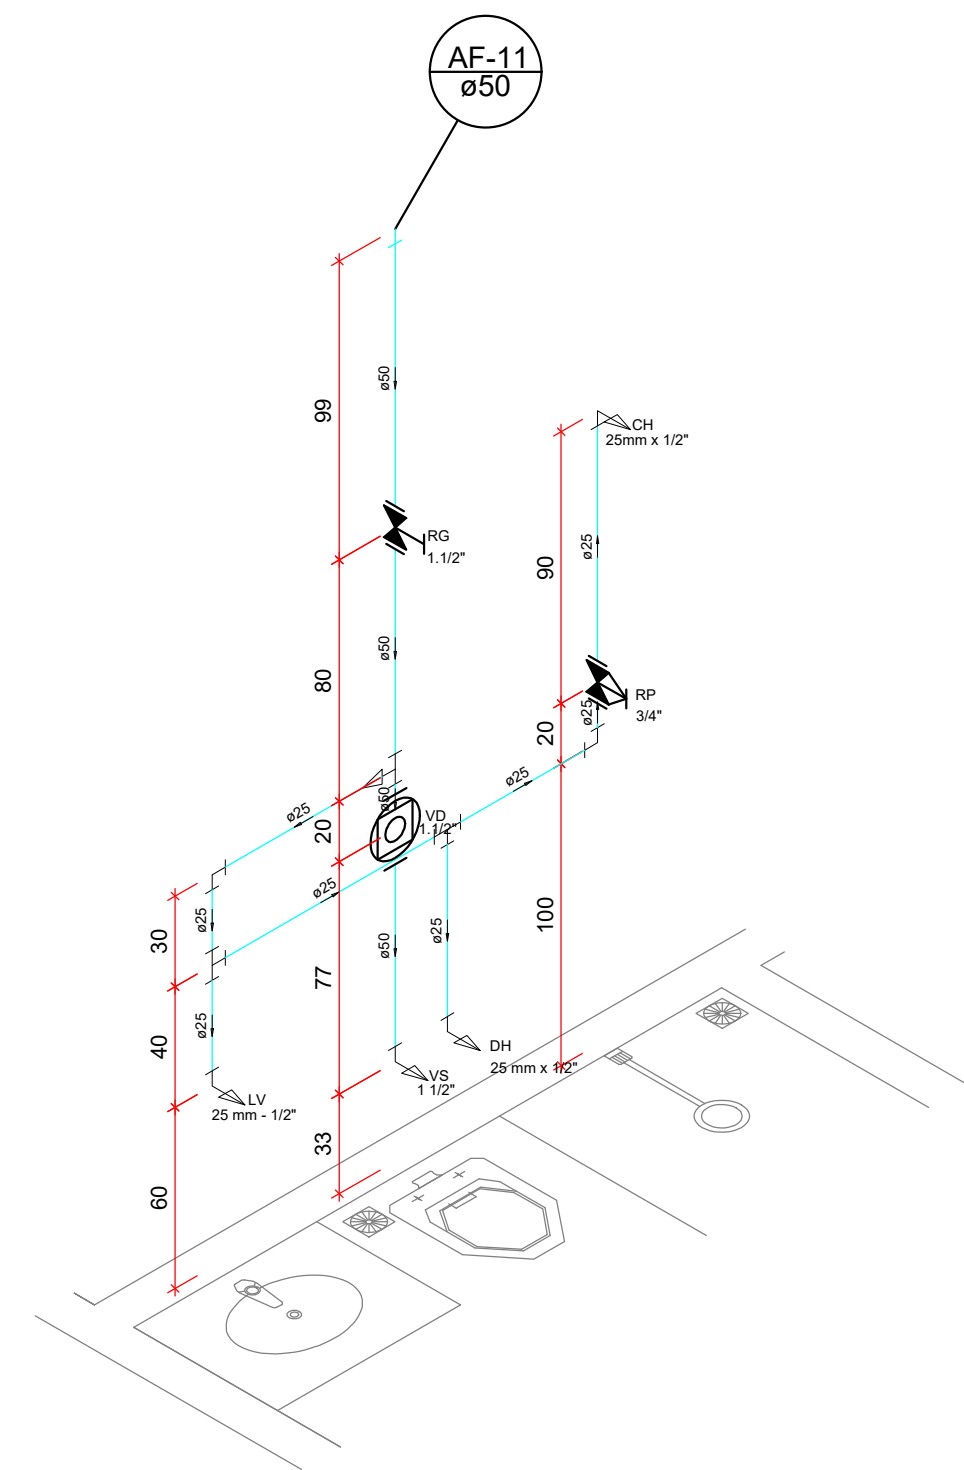 AF-11
ø50
99
ø50
CH
25mm x 1/2"
RG
1.1/2"
90
ø25
80
ø50
RP
3/4"
ø25
20
ø25
ø50
ø25
VD
1.1/2"
20
ø25
30
ø25
77
ø50
ø25
100
40
ø25
DH
25 mm x 1/2"
VS
1 1/2"
LV
25 mm - 1/2"
33
60